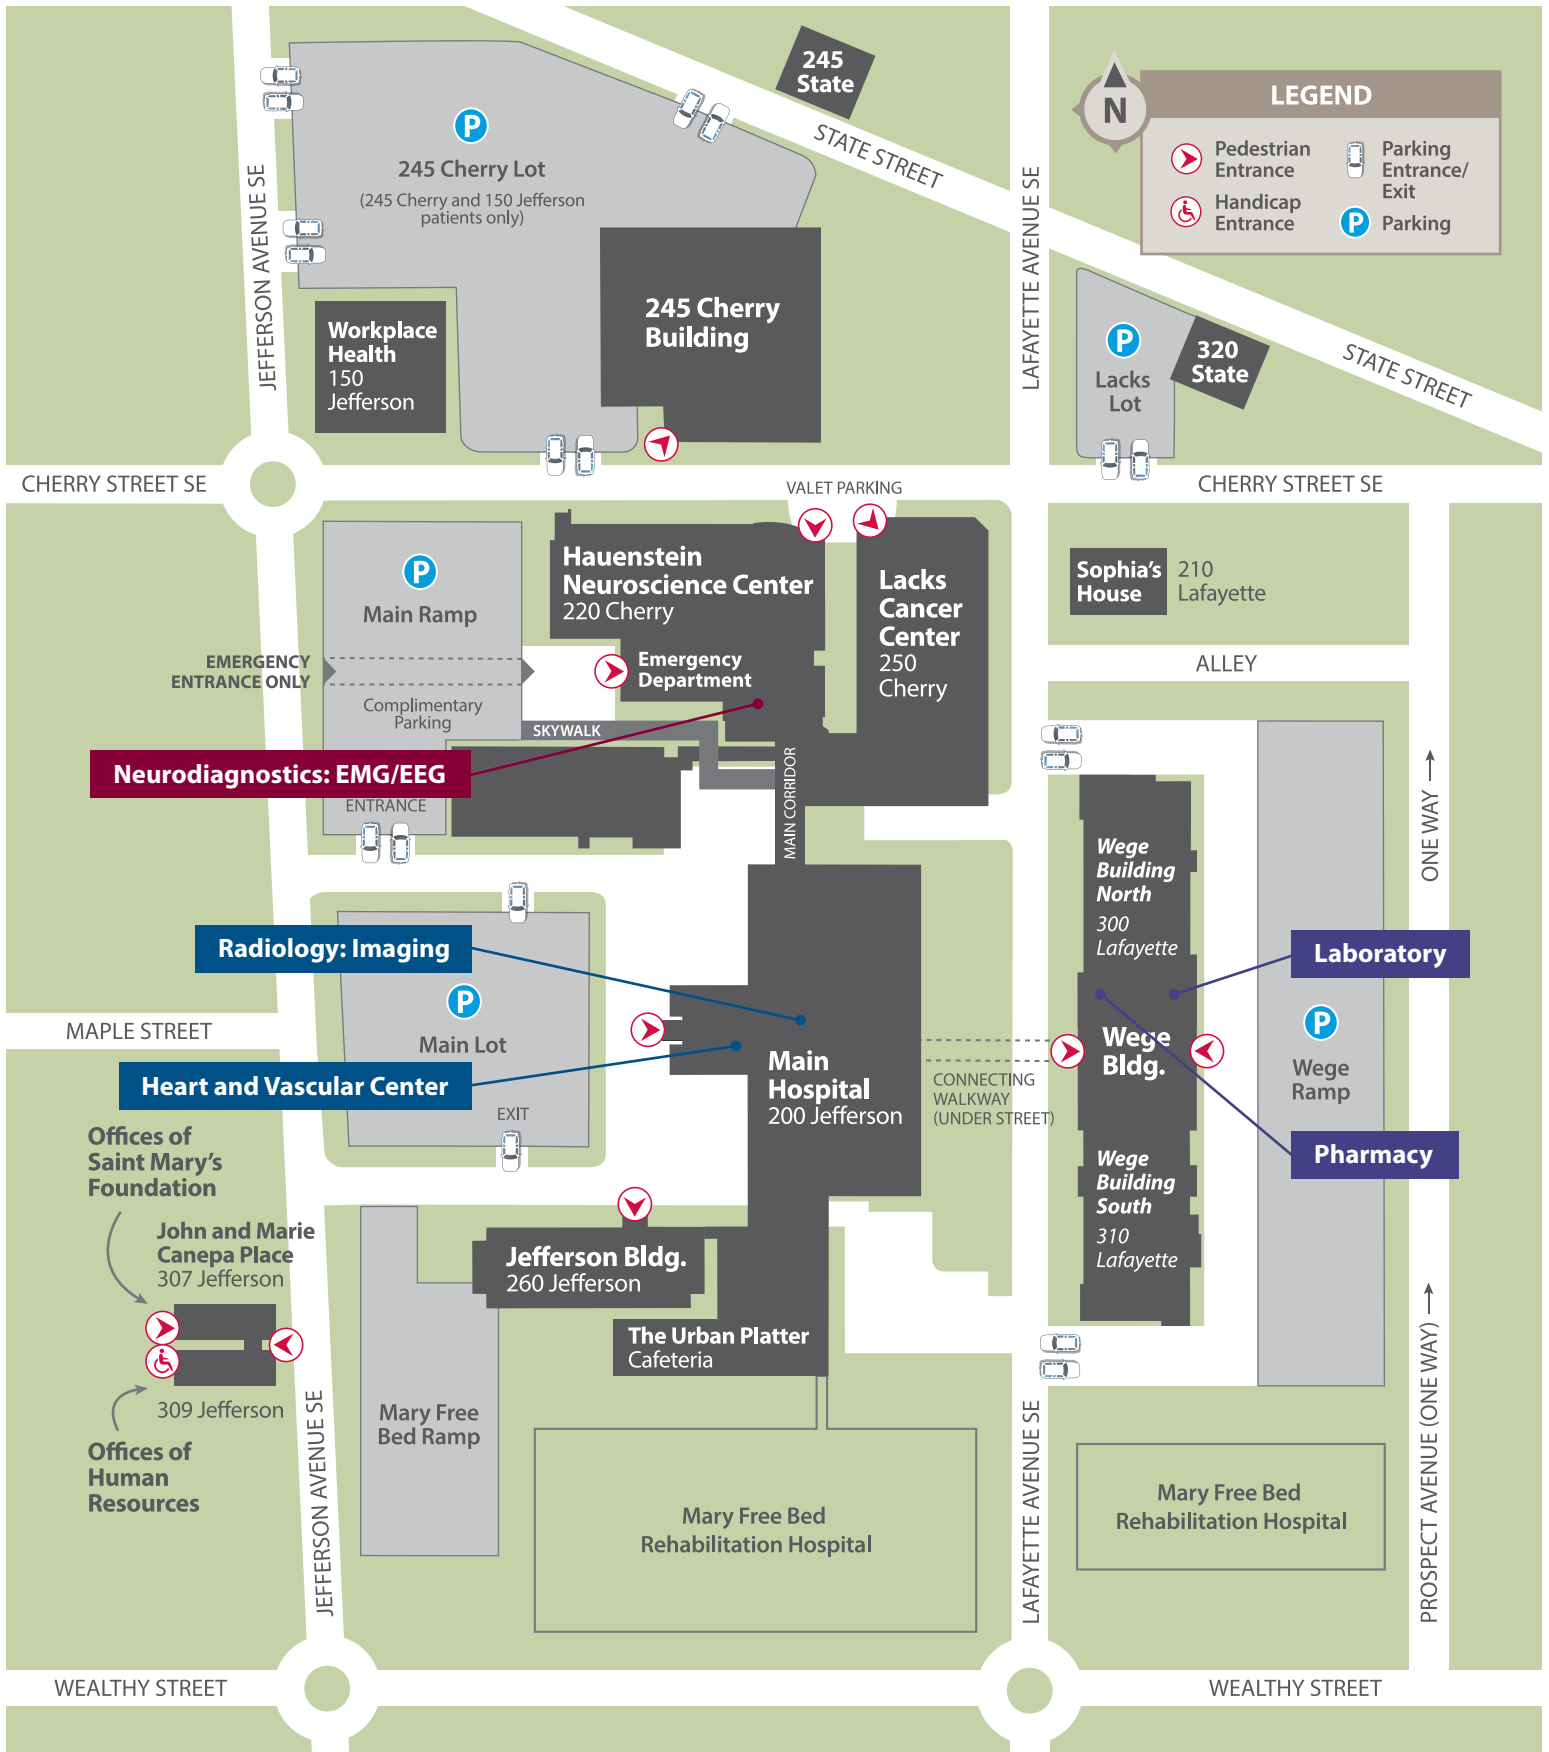 245
State
STATE STREET
LEGEND
N
Pedestrian
Entrance
Parking
Entrance/
Exit
Handicap
Entrance
P
Parking
P
245 Cherry Lot
(245 Cherry and 150 Jefferson
patients only)
JEFFERSON AVENUE SE
LAFAYETTE AVENUE SE
245 Cherry
Building
Workplace
Health
150
Jefferson
P
Lacks
Lot
320
State
STATE STREET
CHERRY STREET SE
VALET PARKING
CHERRY STREET SE
P
Main Ramp
Hauenstein
Neuroscience Center
220 Cherry
Lacks
Cancer
Center
250
Cherry
Sophia's
House
210
Lafayette
EMERGENCY
ENTRANCE ONLY
Emergency
Department
ALLEY
Complimentary
Parking
SKYWALK
Neurodiagnostics: EMG/EEG
ENTRANCE
MAIN CORRIDOR
ONE WAY
Wege
Building
North
300
Lafayette
Radiology: Imaging
Laboratory
P
Main Lot
MAPLE STREET
Wege
Bldg.
P
Wege
Ramp
Main
Hospital
200 Jefferson
CONNECTING
WALKWAY
(UNDER STREET)
Heart and Vascular Center
EXIT
Pharmacy
Offices of
Saint Mary's
Foundation
Wege
Building
South
310
Lafayette
John and Marie
Canepa Place
307 Jefferson
Jefferson Bldg.
260 Jefferson
The Urban Platter
Cafeteria
309 Jefferson
Offices of
Human
Resources
JEFFERSON AVENUE SE
Mary Free
Bed Ramp
LAFAYETTE AVENUE SE
PROSPECT AVENUE (ONE WAY)
Mary Free Bed
Rehabilitation Hospital
Mary Free Bed
Rehabilitation Hospital
WEALTHY STREET
WEALTHY STREET